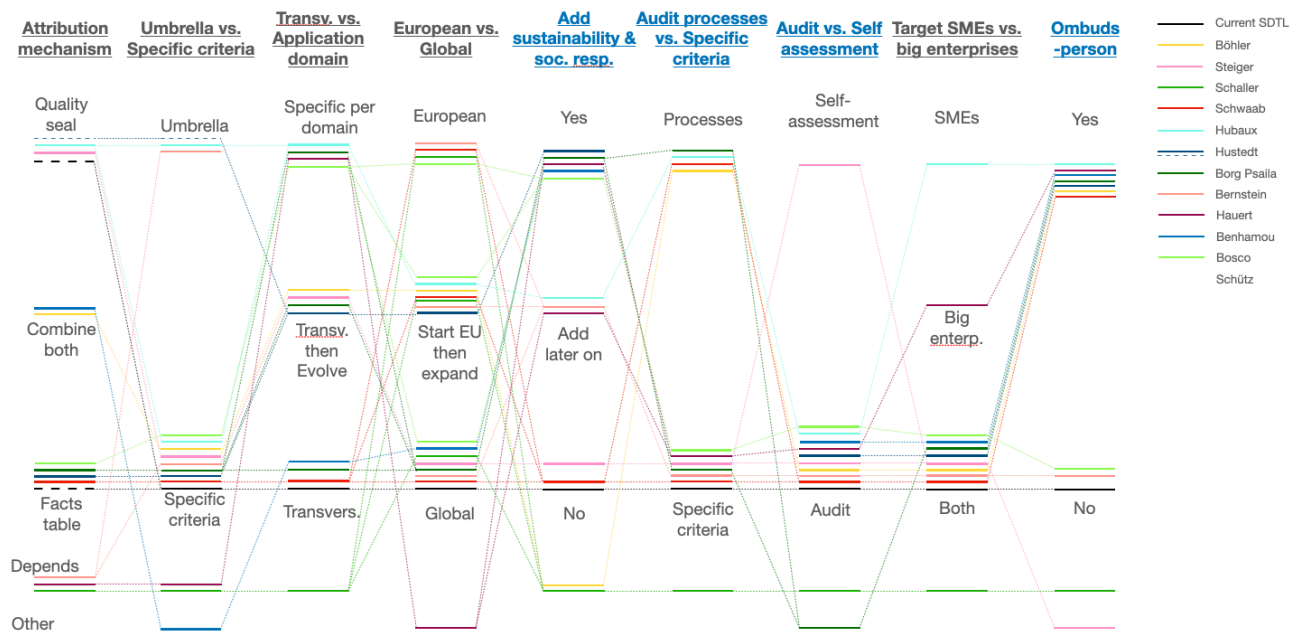 Attribution
mechanism
Umbrella vs.
Specific criteria
Transv. vs.
Application
domain
European vs.
Global
Add
sustainability &
soc. resp.
Audit processes
vs. Specific
criteria
Audit vs. Self
assessment
Target SMEs vs.
big enterprises
Ombuds
-person
Quality
seal
Umbrella
Specific per
domain
European
Yes
Processes
Self-
assessment
SMEs
Yes
Combine
both
Transv.
then
Evolve
Start EU
then
expand
Add
later on
Big
enterp.
Facts
table
Specific
criteria
Transvers.
Global
No
Specific
criteria
Audit
Both
No
Depends
Other
Current SDTL
Böhler
Steiger
Schaller
Schwaab
Hubaux
Hustedt
Borg Psaila
Bernstein
Hauert
Benhamou
Bosco
Schütz